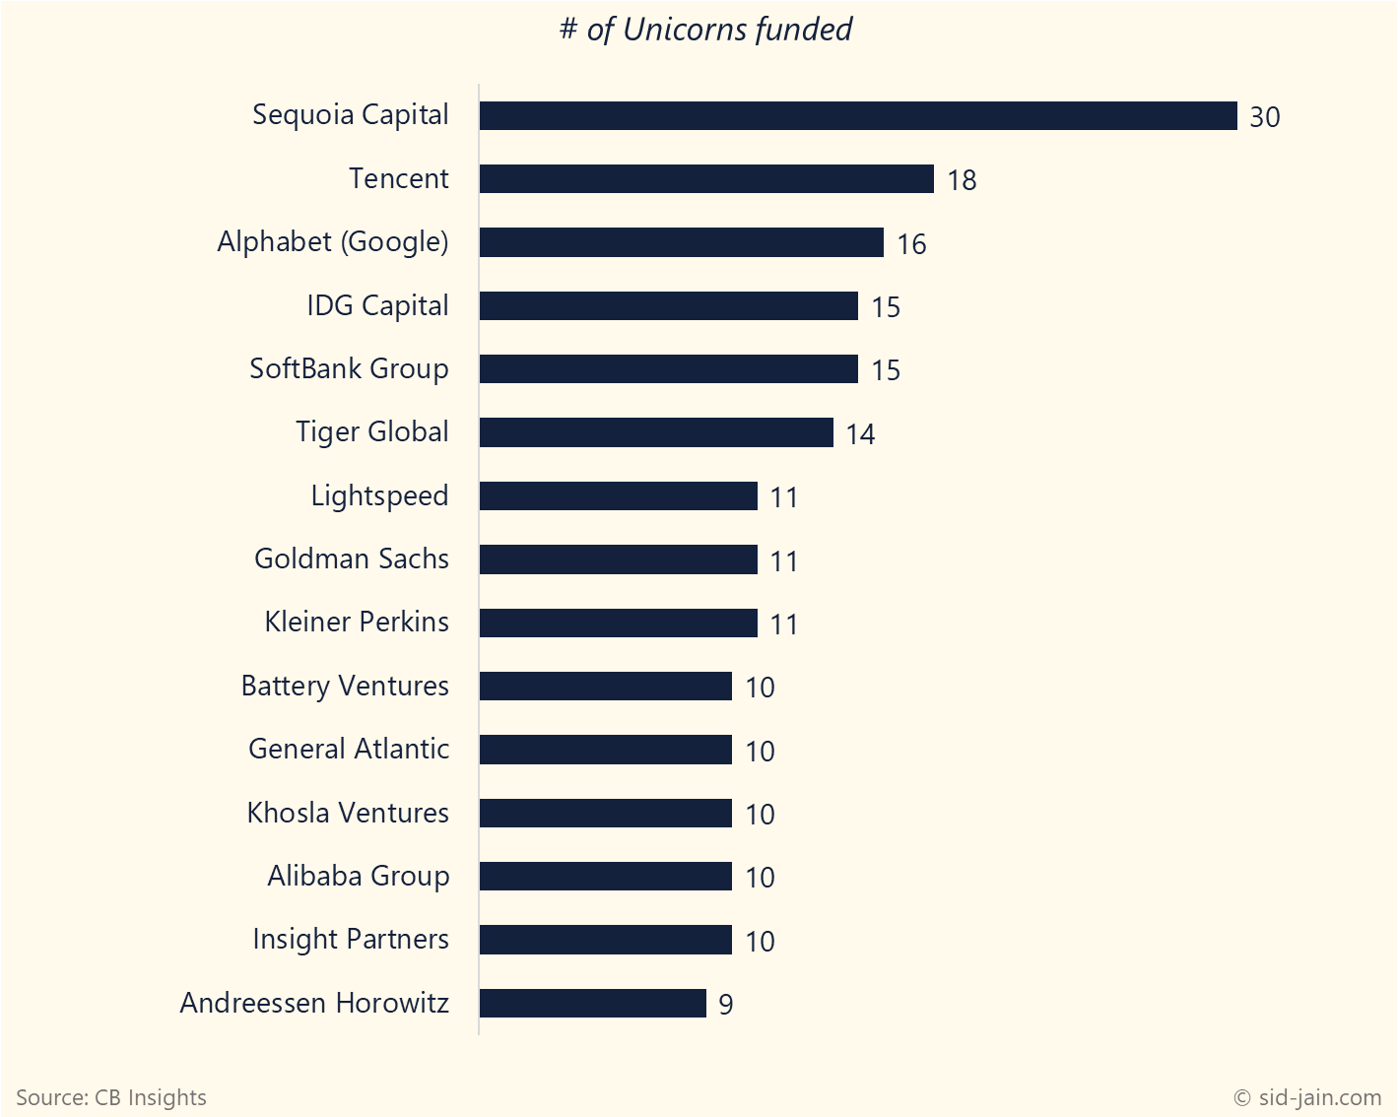 # of Unicorns funded
Sequoia Capital 30
Tencent 18
Alphabet (Google) 16
IDG Capital 15
SoftBank Group 15
Tiger Global 14
Lightspeed 11
Goldman Sachs 11
Kleiner Perkins 11
Battery Ventures 10
General Atlantic 10
Khosla Ventures 10
Alibaba Group 10
Insight Partners 10
Andreessen Horowitz 9
Source: CB Insights © sid-jain.com